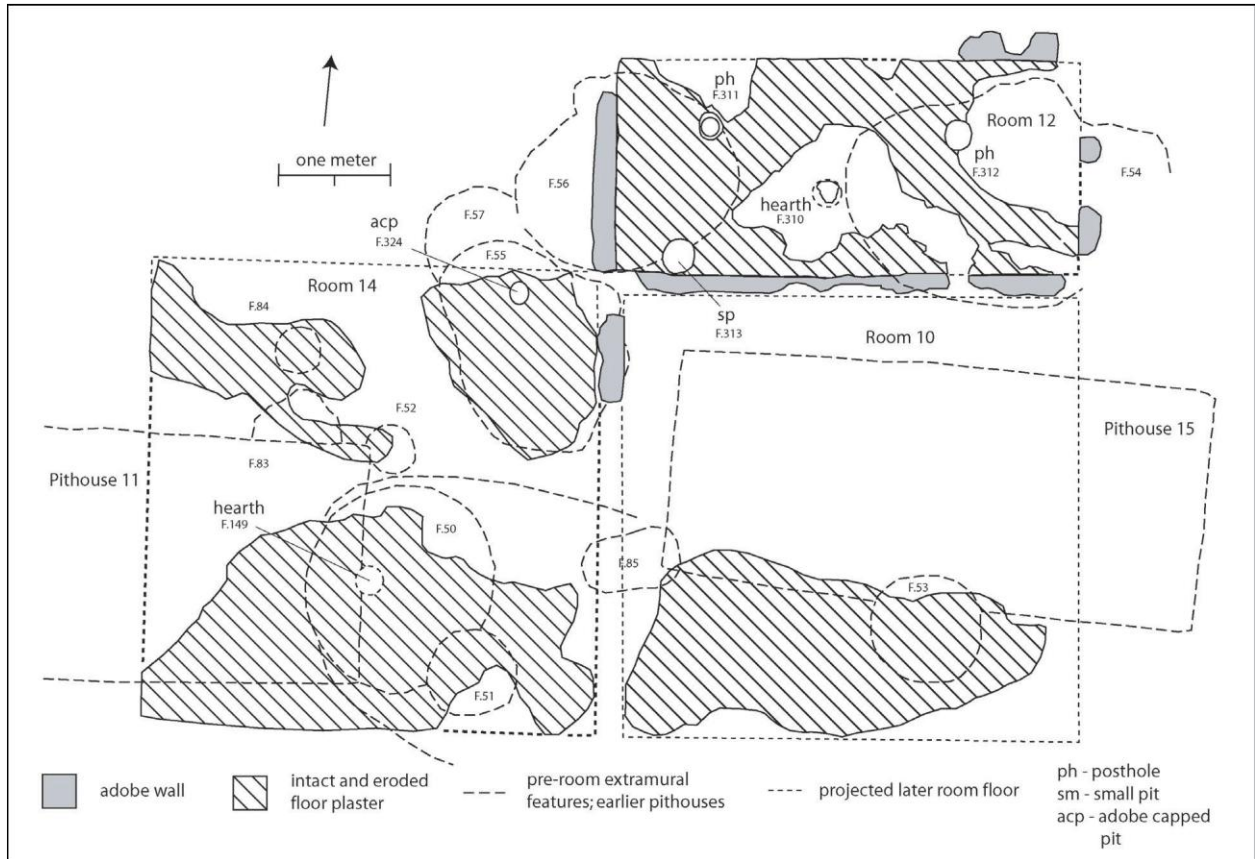 ph
F.311
Room 12
one meter
F.56
ph
F.312
F.54
F.57
hearth
F.310
acp
F.324
F.55
Room 14
F.84
sp
F.313
Room 10
F.52
Pithouse 15
F.83
Pithouse 11
hearth
F.149
F.50
F.85
F.53
F.51
adobe wall
intact and eroded
floor plaster
pre-room extramural
features; earlier pithouses
projected later room floor
ph - posthole
sm - small pit
acp - adobe capped
pit